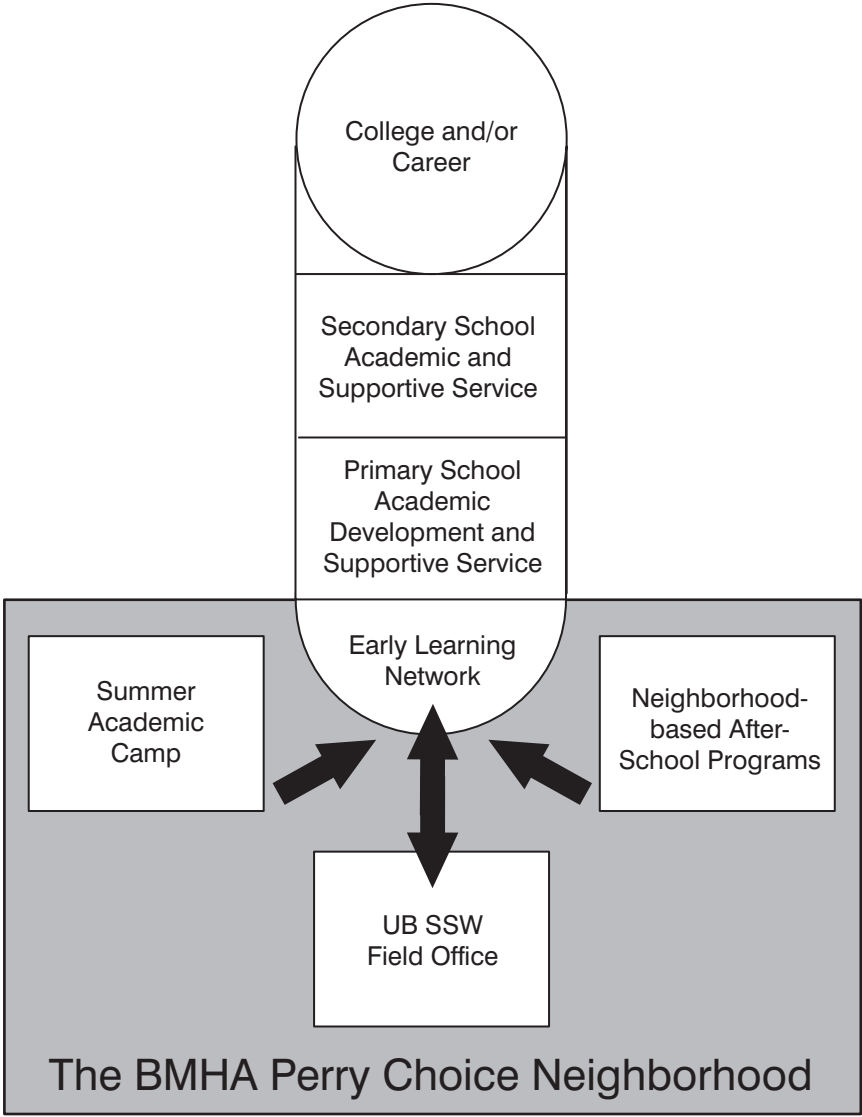 College and/or
Career
Secondary School
Academic and
Supportive Service
Primary School
Academic
Development and
Supportive Service
Early Learning
Network
Summer
Academic
Camp
Neighborhood-
based After-
School Programs
UB SSW
Field Office
The BMHA Perry Choice Neighborhood